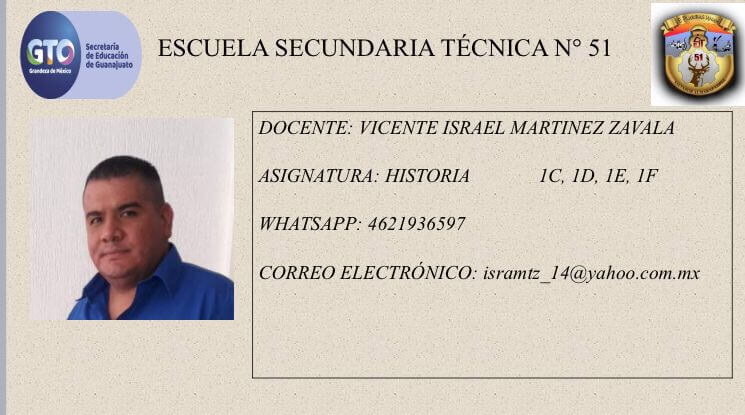 GTO
Grandeza de México
Secretaría
de Educación
de Guanajuato
ESCUELA SECUNDARIA TÉCNICA N° 51
51
DOCENTE: VICENTE ISRAEL MARTINEZ ZAVALA
ASIGNATURA: HISTORIA 1C, 1D, 1E, 1F
WHATSAPP: 4621936597
CORREO ELECTRÓNICO: isramtz_14@yahoo.com.mx